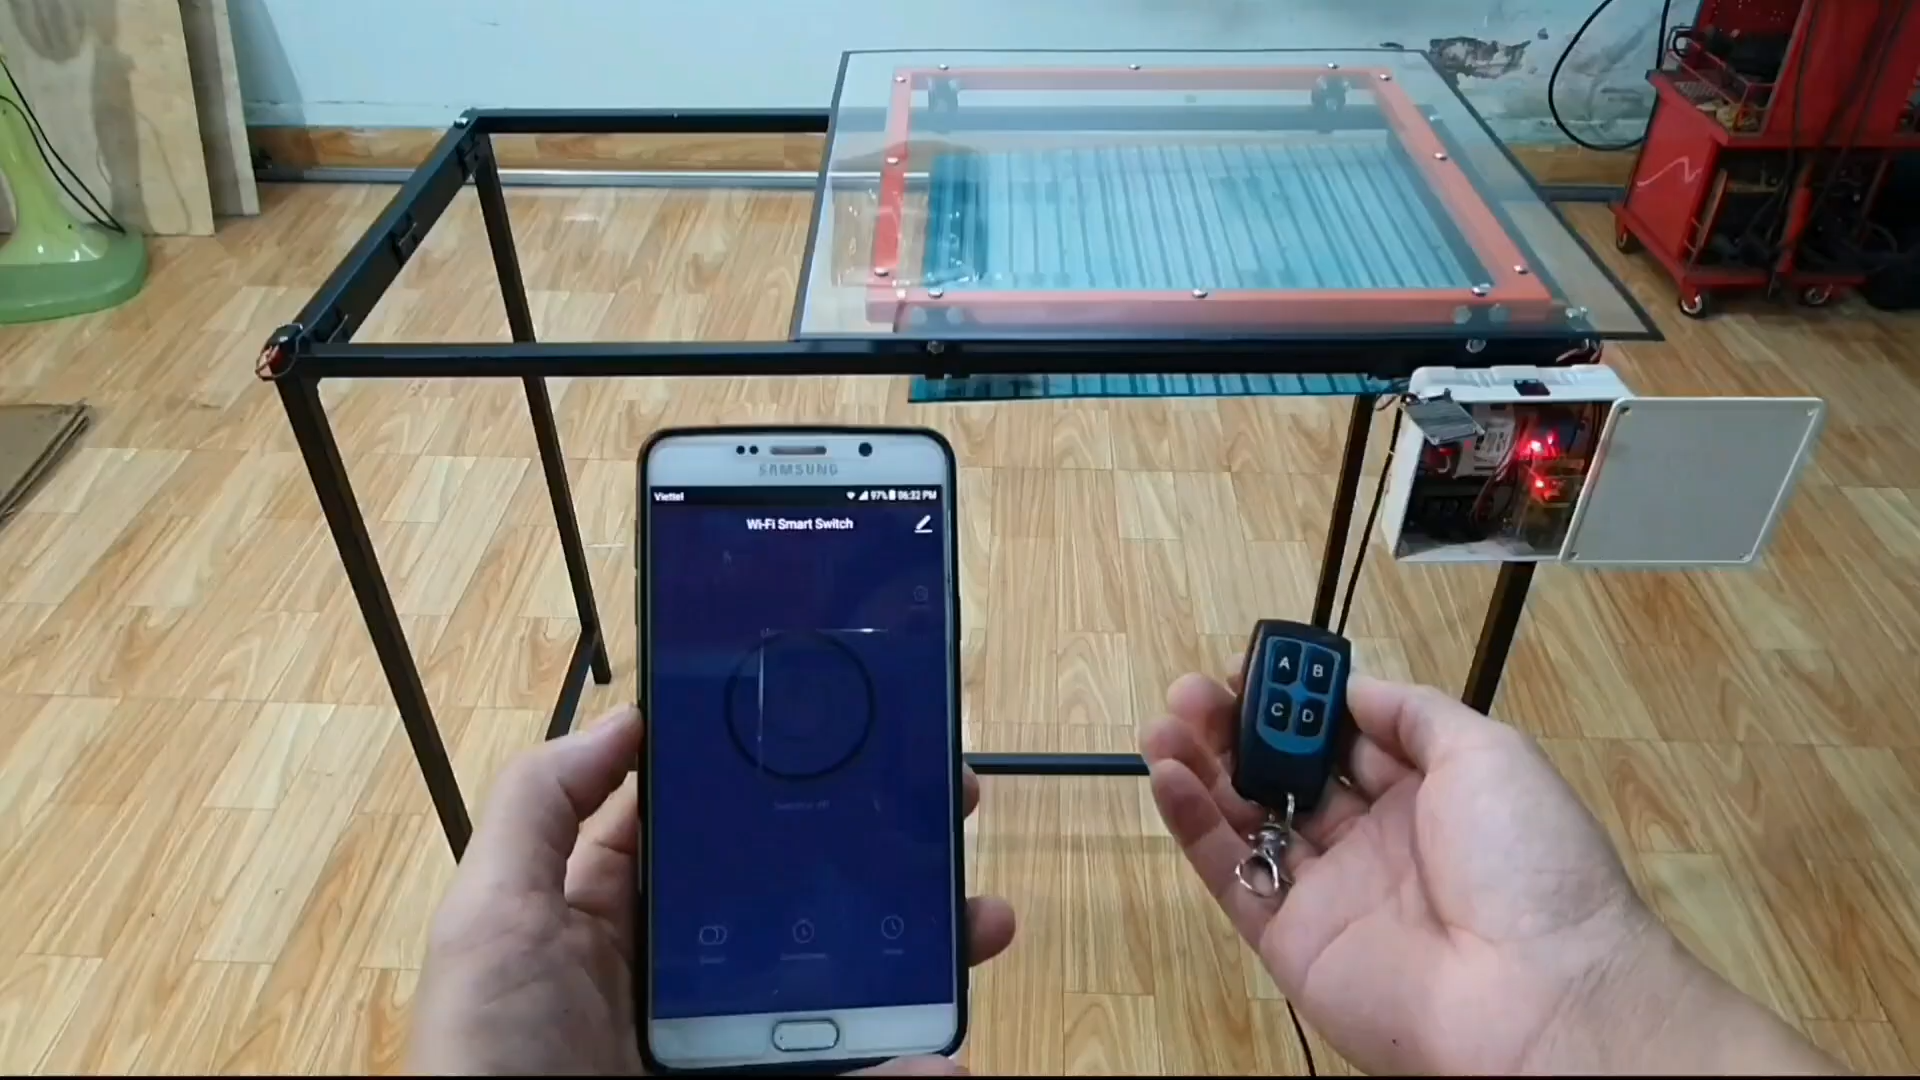 SAMSUNG
Viettel 97% 06:32 PM
Wi-Fi Smart Switch
A B
C D